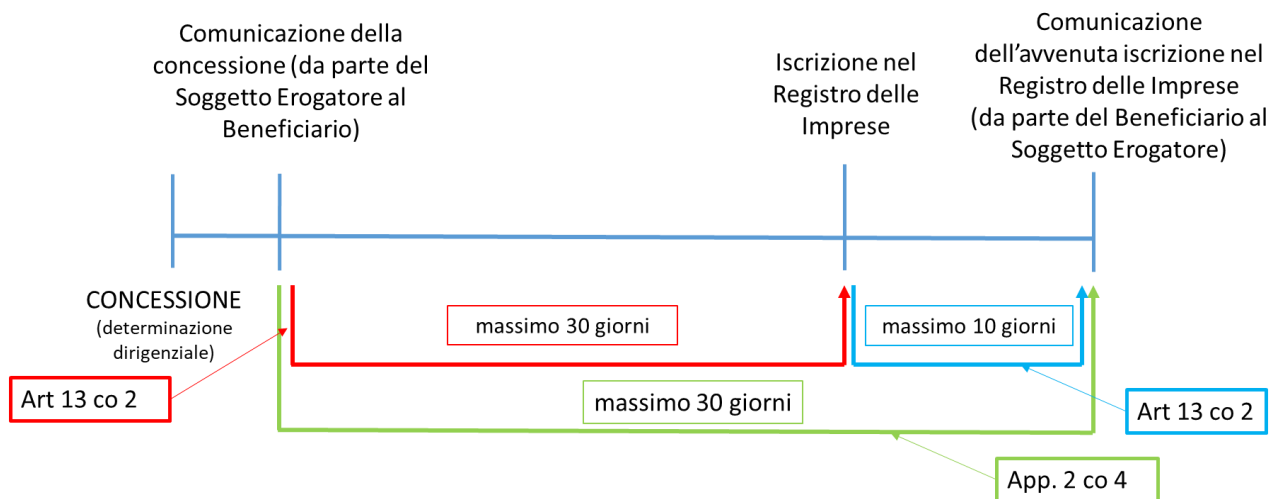 Comunicazione della
concessione (da parte del
Soggetto Erogatore al
Beneficiario)
Iscrizione nel
Registro delle
Imprese
Comunicazione
dell'avvenuta iscrizione nel
Registro delle Imprese
(da parte del Beneficiario al
Soggetto Erogatore)
CONCESSIONE
(determinazione
dirigenziale)
massimo 30 giorni
massimo 10 giorni
Art 13 co 2
massimo 30 giorni
Art 13 co 2
App. 2 co 4